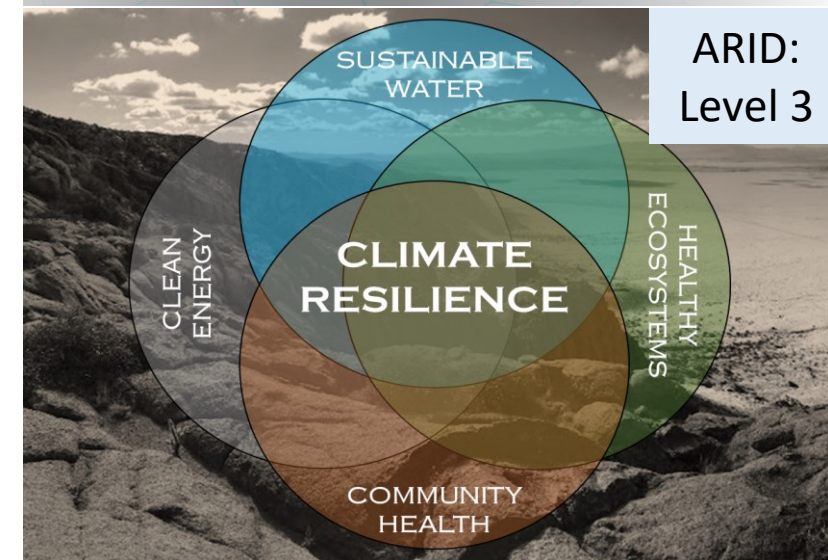 ARID:
Level 3
SUSTAINABLE
WATER
CLEAN
ENERGY
CLIMATE
RESILIENCE
HEALTHY
ECOSYSTEMS
COMMUNITY
HEALTH